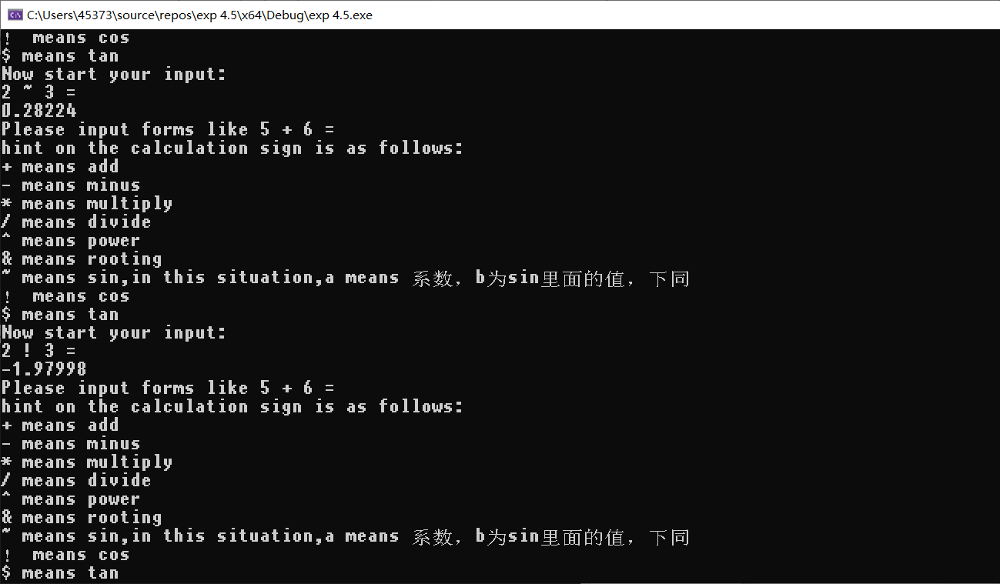 C:\Users\45373\source\repos\exp 4.5\x64\Debug\exp 4.5.exe
！ means cos
$ means tan
Now start your input:
2 ~ 3 =
0.28224
Please input forms like 5 + 6 =
hint on the calculation sign is as follows:
+ means add
- means minus
* means multiply
/ means divide
^ means power
& means rooting
~ means sin,in this situation,a means 系数，b为sin里面的值，下同
！ means cos
$ means tan
Now start your input:
2 ! 3 =
-1.97998
Please input forms like 5 + 6 =
hint on the calculation sign is as follows:
+ means add
- means minus
* means multiply
/ means divide
^ means power
& means rooting
~ means sin,in this situation,a means 系数，b为sin里面的值，下同
！ means cos
$ means tan